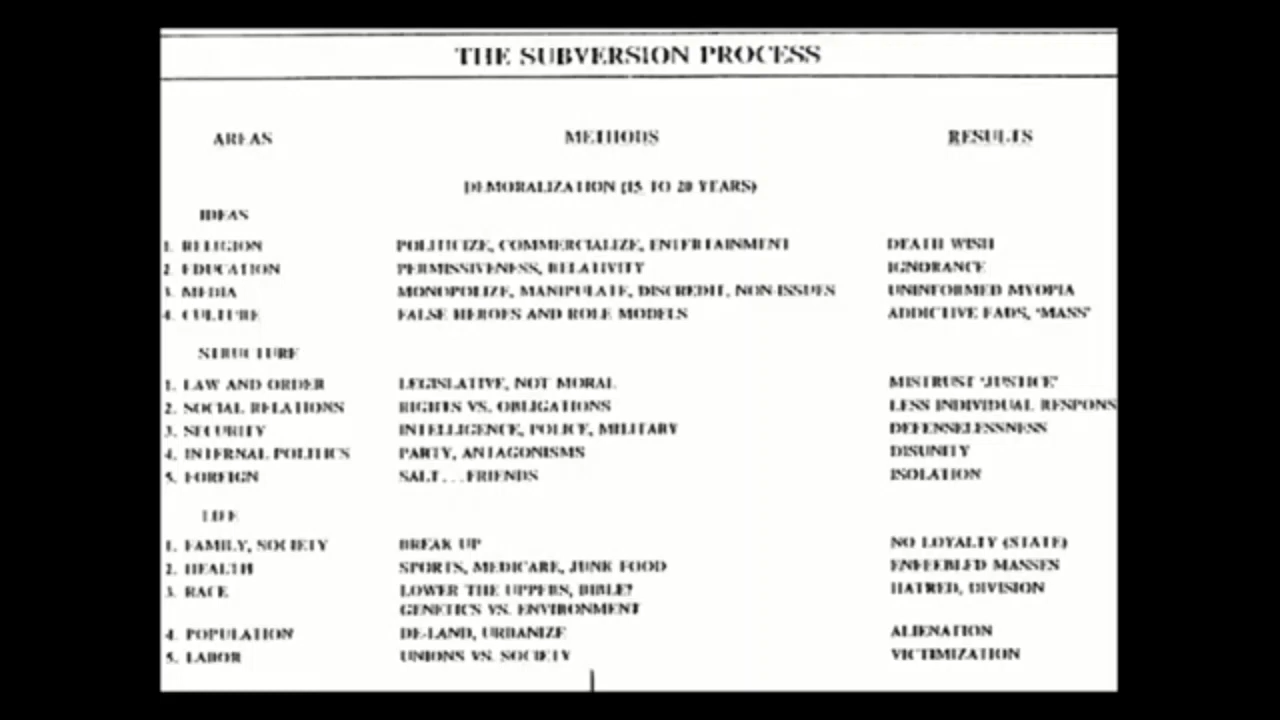 THE SUBVERSION PROCESS
AREAS METHODS RESULTS
DEMORALIZATION (15 TO 20 YEARS)
IDEAS
1. RELIGION POLITICIZE, COMMERCIALIZE, ENTERTAINMENT DEATH WISH
2. EDUCATION PERMISSIVENESS, RELATIVITY IGNORANCE
3. MEDIA MONOPOLIZE, MANIPULATE, DISCREDIT, NON-ISSUES UNINFORMED MYOPIA
4. CULTURE FALSE HEROES AND ROLE MODELS ADDICTIVE FADS, 'MASS'
STRUCTURE
1. LAW AND ORDER LEGISLATIVE, NOT MORAL MISTRUST 'JUSTICE'
2. SOCIAL RELATIONS RIGHTS VS. OBLIGATIONS LESS INDIVIDUAL RESPONS
3. SECURITY INTELLIGENCE, POLICE, MILITARY DEFENSELESSNESS
4. INTERNAL POLITICS PARTY, ANTAGONISMS DISUNITY
5. FOREIGN SALT...FRIENDS ISOLATION
LIFE
1. FAMILY, SOCIETY BREAK UP NO LOYALTY (STATE)
2. HEALTH SPORTS, MEDICARE, JUNK FOOD ENFEEBLED MASSES
3. RACE LOWER THE UPPERS, BIBLE? HATRED, DIVISION
GENETICS VS. ENVIRONMENT
4. POPULATION DE-LAND, URBANIZE ALIENATION
5. LABOR UNIONS VS. SOCIETY VICTIMIZATION